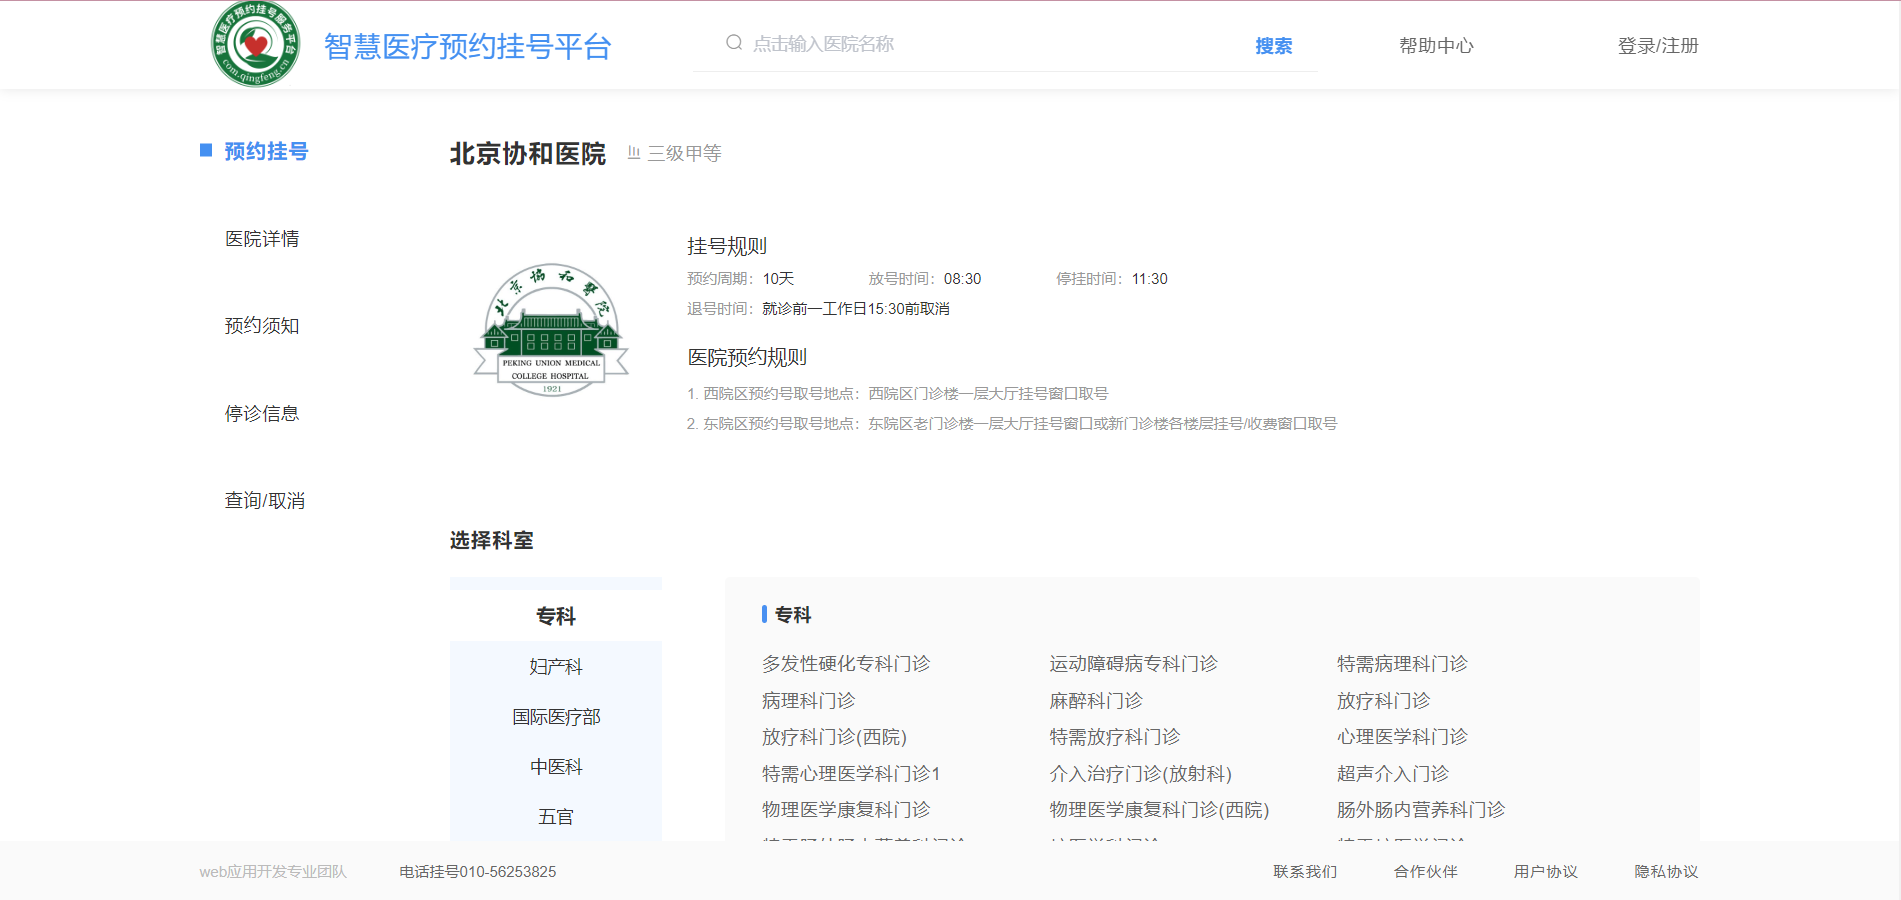 智慧医疗预约挂号服务平台
com.qingfeng.cn
智慧医疗预约挂号平台
点击输入医院名称
搜索
帮助中心
登录/注册
预约挂号
医院详情
预约须知
停诊信息
查询/取消
北京协和医院
三级甲等
北京協和醫院
PEKING UNION MEDICAL
COLLEGE HOSPITAL
1921
挂号规则
预约周期：10天 放号时间：08:30 停挂时间：11:30
退号时间：就诊前一工作日15:30前取消
医院预约规则
1. 西院区预约号取号地点：西院区门诊楼一层大厅挂号窗口取号
2. 东院区预约号取号地点：东院区老门诊楼一层大厅挂号窗口或新门诊楼各楼层挂号/收费窗口取号
选择科室
专科
妇产科
国际医疗部
中医科
五官
专科
多发性硬化专科门诊 运动障碍病专科门诊 特需病理科门诊
病理科门诊 麻醉科门诊 放疗科门诊
放疗科门诊(西院) 特需放疗科门诊 心理医学科门诊
特需心理医学科门诊1 介入治疗门诊(放射科) 超声介入门诊
物理医学康复科门诊 物理医学康复科门诊(西院) 肠外肠内营养科门诊
web应用开发专业团队
电话挂号010-56253825
联系我们
合作伙伴
用户协议
隐私协议